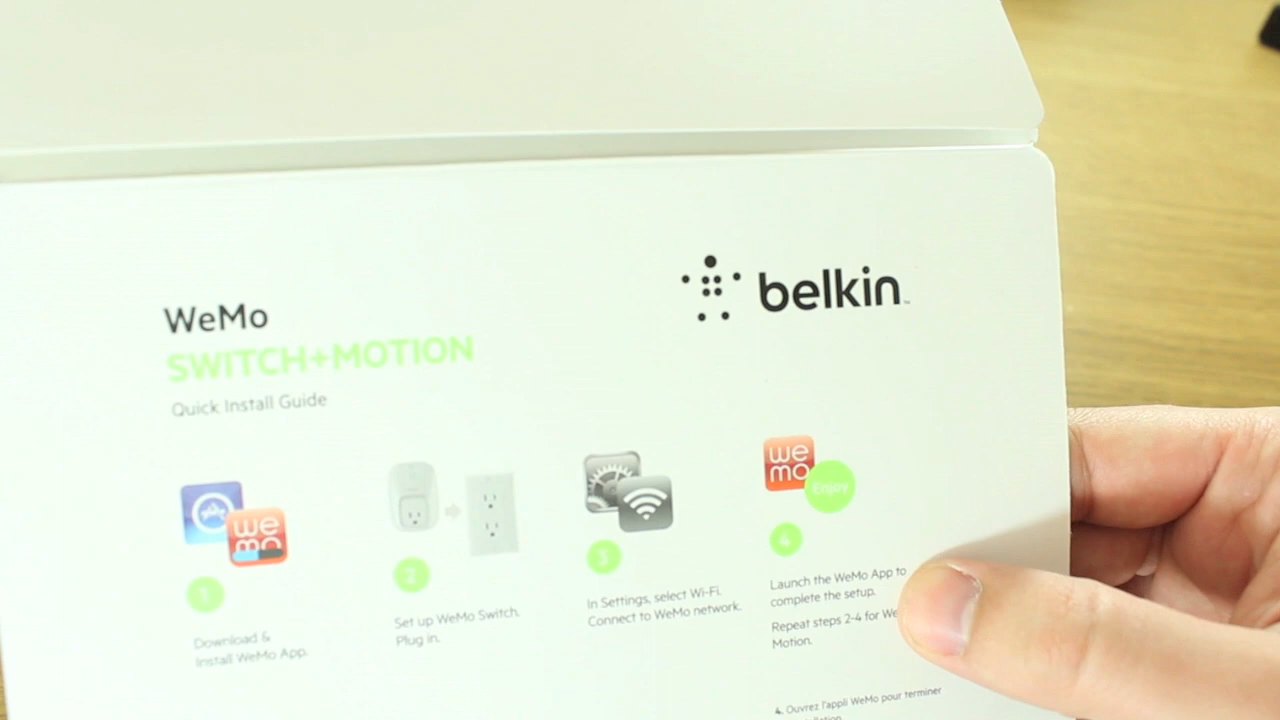 belkin
WeMo
SWITCH+MOTION
Quick Install Guide
we
mo
Enjoy
we
mo
1
2
3
4
Download &
Install WeMo App.
Set up WeMo Switch.
Plug in.
In Settings, select Wi-Fi.
Connect to WeMo network.
Launch the WeMo App to
complete the setup.
Repeat steps 2-4 for We
Motion.
4. Ouvrez l'appli WeMo pour terminer